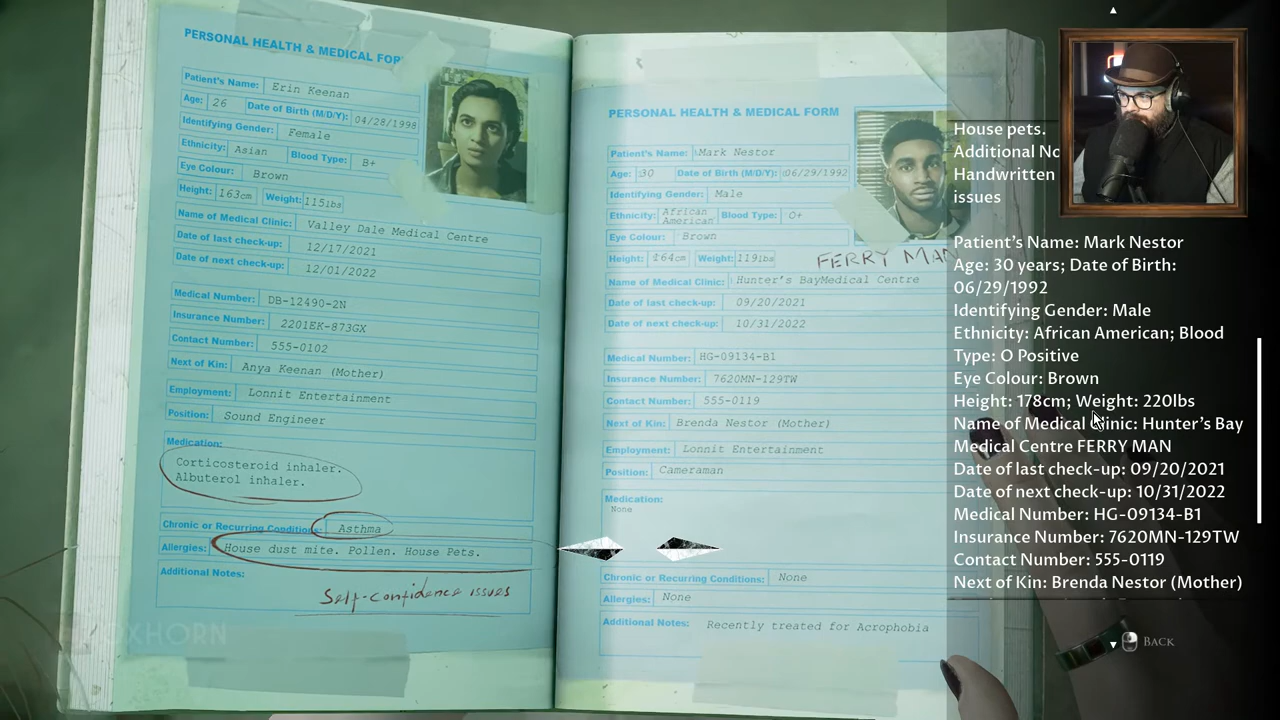 PERSONAL HEALTH & MEDICAL FOR
Patient's Name: Erin Keenan
Age: 26 Date of Birth (M/D/Y): 04/28/1998
Identifying Gender: Female
Ethnicity: Asian Blood Type: B+
Eye Colour: Brown
Height: 163cm Weight: 115lbs
Name of Medical Clinic: Valley Dale Medical Centre
Date of last check-up: 12/17/2021
Date of next check-up: 12/01/2022
Medical Number: DB-12490-2N
Insurance Number: 2201EK-873GX
Contact Number: 555-0102
Next of Kin: Anya Keenan (Mother)
Employment: Lonnit Entertainment
Position: Sound Engineer
Medication:
Corticosteroid inhaler.
Albuterol inhaler.
Chronic or Recurring Conditions: Asthma
Allergies: House dust mite. Pollen. House Pets.
Additional Notes:
Self-confidence issues
XHORN
PERSONAL HEALTH & MEDICAL FORM
Patient's Name: Mark Nestor
Age: 30 Date of Birth (M/D/Y): 06/29/1992
Identifying Gender: Male
Ethnicity: African American Blood Type: O+
Eye Colour: Brown
Height: 164cm Weight: 119lbs
FERRY MAN
Name of Medical Clinic: Hunter's BayMedical Centre
Date of last check-up: 09/20/2021
Date of next check-up: 10/31/2022
Medical Number: HG-09134-B1
Insurance Number: 7620MN-129TW
Contact Number: 555-0119
Next of Kin: Brenda Nestor (Mother)
Employment: Lonnit Entertainment
Position: Cameraman
Medication:
None
Chronic or Recurring Conditions: None
Allergies: None
Additional Notes: Recently treated for Acrophobia
House pets.
Additional No
Handwritten
issues
Patient's Name: Mark Nestor
Age: 30 years; Date of Birth:
06/29/1992
Identifying Gender: Male
Ethnicity: African American; Blood
Type: O Positive
Eye Colour: Brown
Height: 178cm; Weight: 220lbs
Name of Medical Clinic: Hunter's Bay
Medical Centre FERRY MAN
Date of last check-up: 09/20/2021
Date of next check-up: 10/31/2022
Medical Number: HG-09134-B1
Insurance Number: 7620MN-129TW
Contact Number: 555-0119
Next of Kin: Brenda Nestor (Mother)
BACK